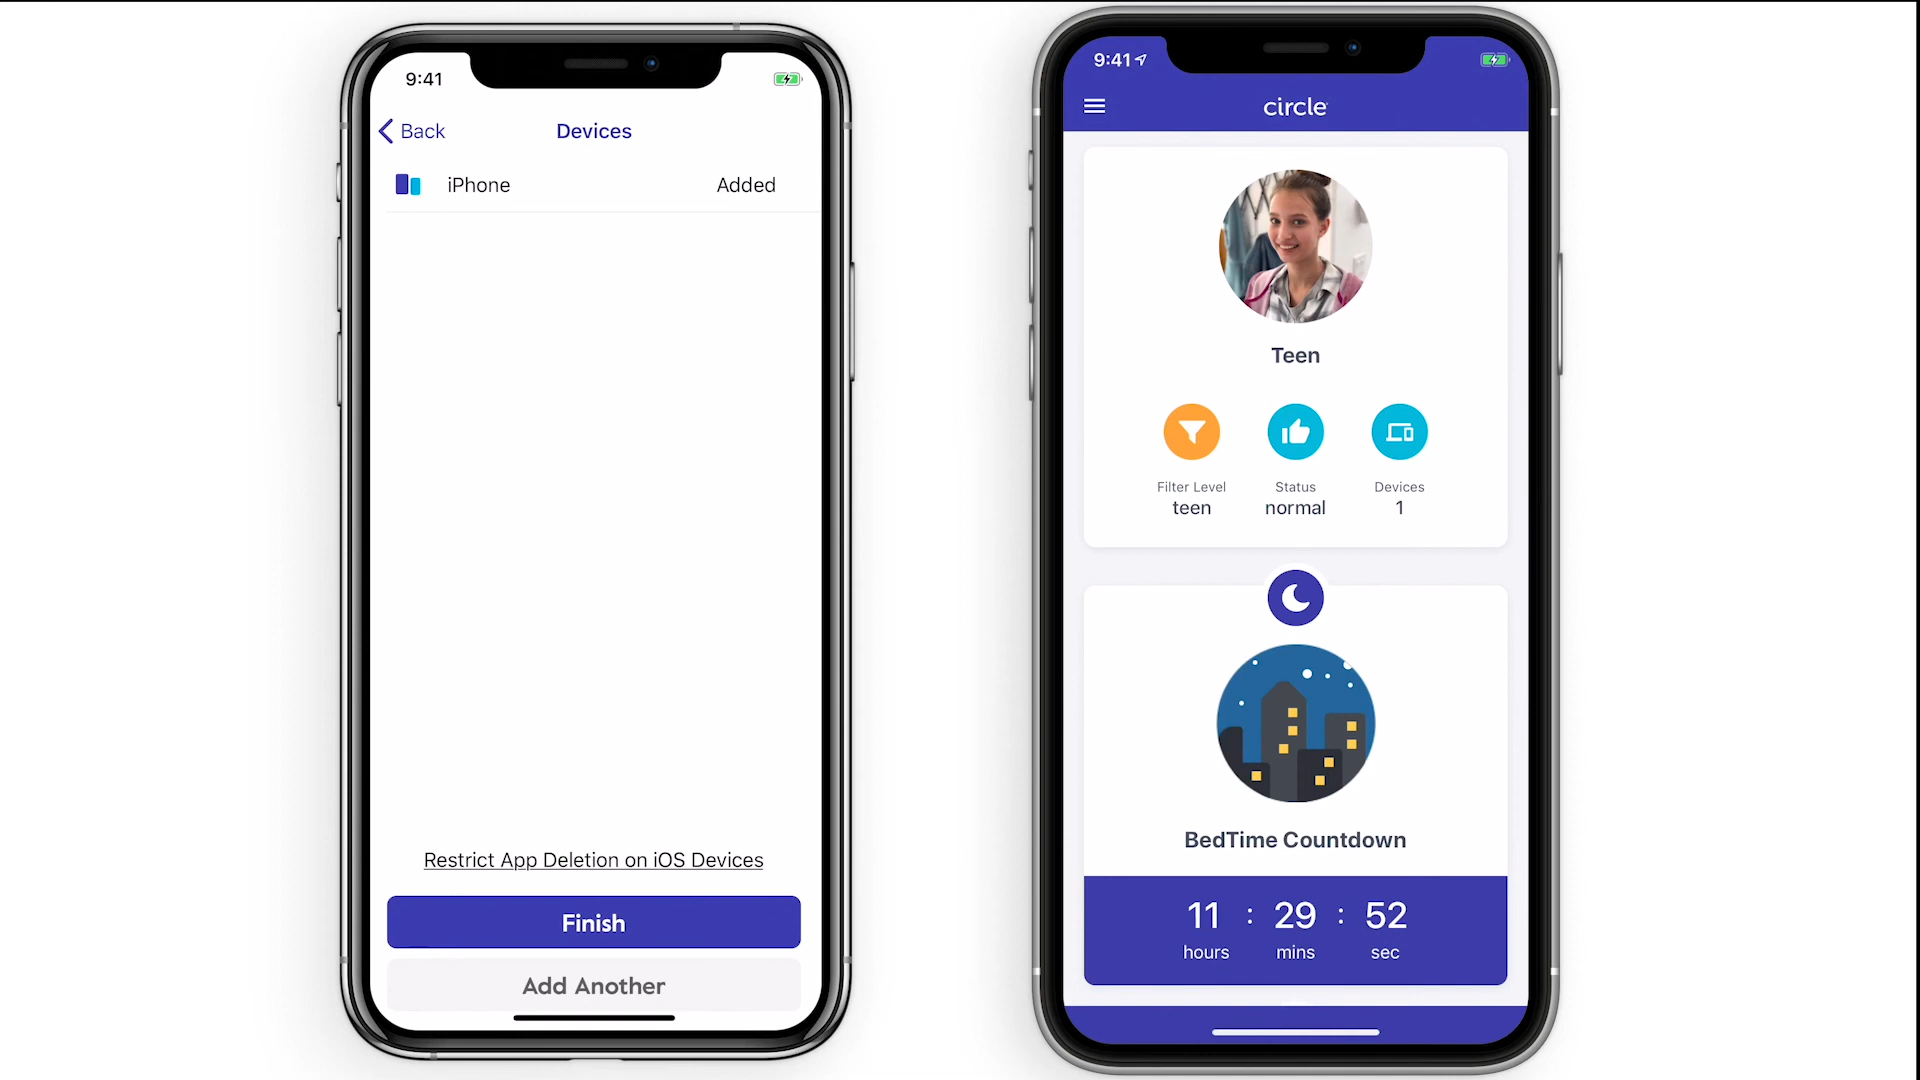 9:41
Back
Devices
iPhone
Added
Restrict App Deletion on iOS Devices
Finish
Add Another
9:41
circle
Teen
Filter Level
teen
Status
normal
Devices
1
BedTime Countdown
11 : 29 : 52
hours mins sec